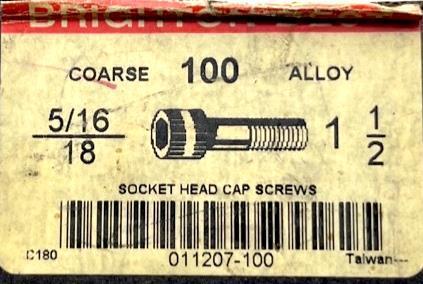 COARSE 100 ALLOY
5/16
18
1 1/2
SOCKET HEAD CAP SCREWS
011207-100
C180
Taiwan